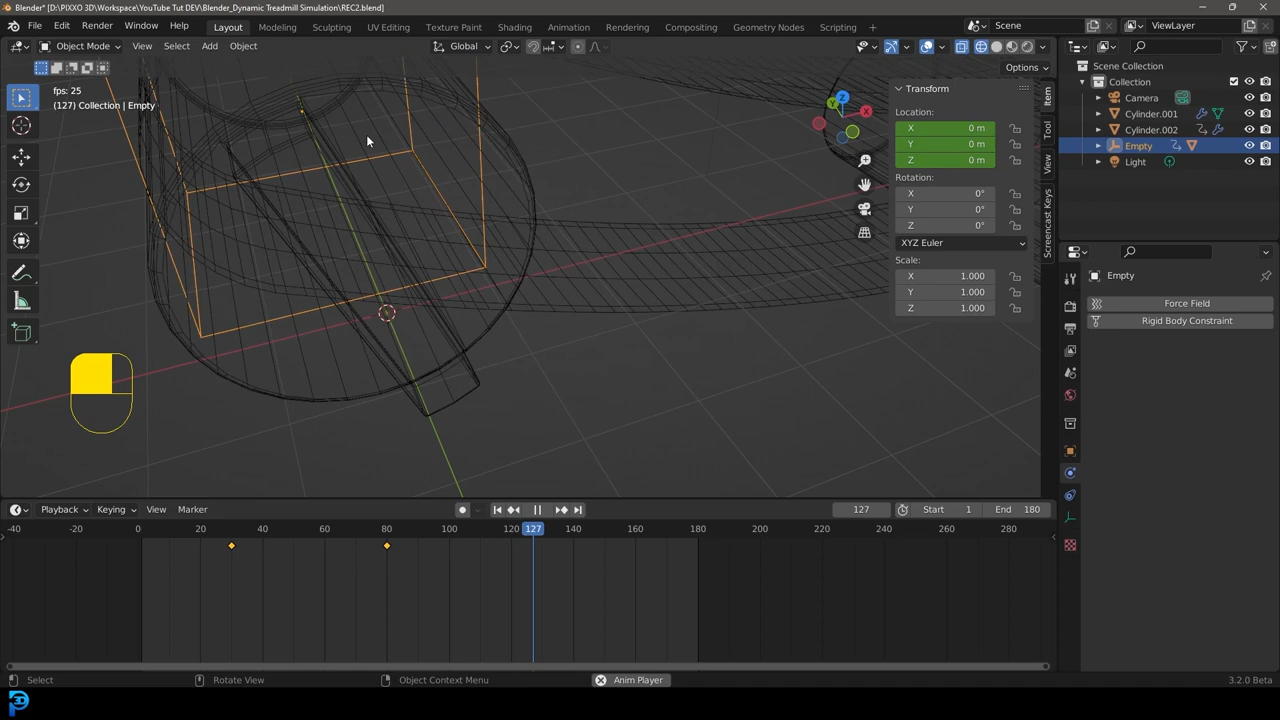 Blender* [D:\PIXXO 3D\Workspace\YouTube Tut DEV\Blender_Dynamic Treadmill Simulation\REC2.blend]
File Edit Render Window Help Layout Modeling Sculpting UV Editing Texture Paint Shading Animation Rendering Compositing Geometry Nodes Scripting Scene ViewLayer
Object Mode View Select Add Object Global
Options
fps: 25
(127) Collection | Empty
Transform
Location:
X 0 m
Y 0 m
Z 0 m
Rotation:
X 0°
Y 0°
Z 0°
XYZ Euler
Scale:
X 1.000
Y 1.000
Z 1.000
Item
Tool
View
Screencast Keys
Z
Y
X
Scene Collection
Collection
Camera
Cylinder.001
Cylinder.002
Empty
Light
Empty
Force Field
Rigid Body Constraint
Playback Keying View Marker 127 Start 1 End 180
-40 -20 0 20 40 60 80 100 120 127 140 160 180 200 220 240 260 280
Select Rotate View Object Context Menu Anim Player 3.2.0 Beta